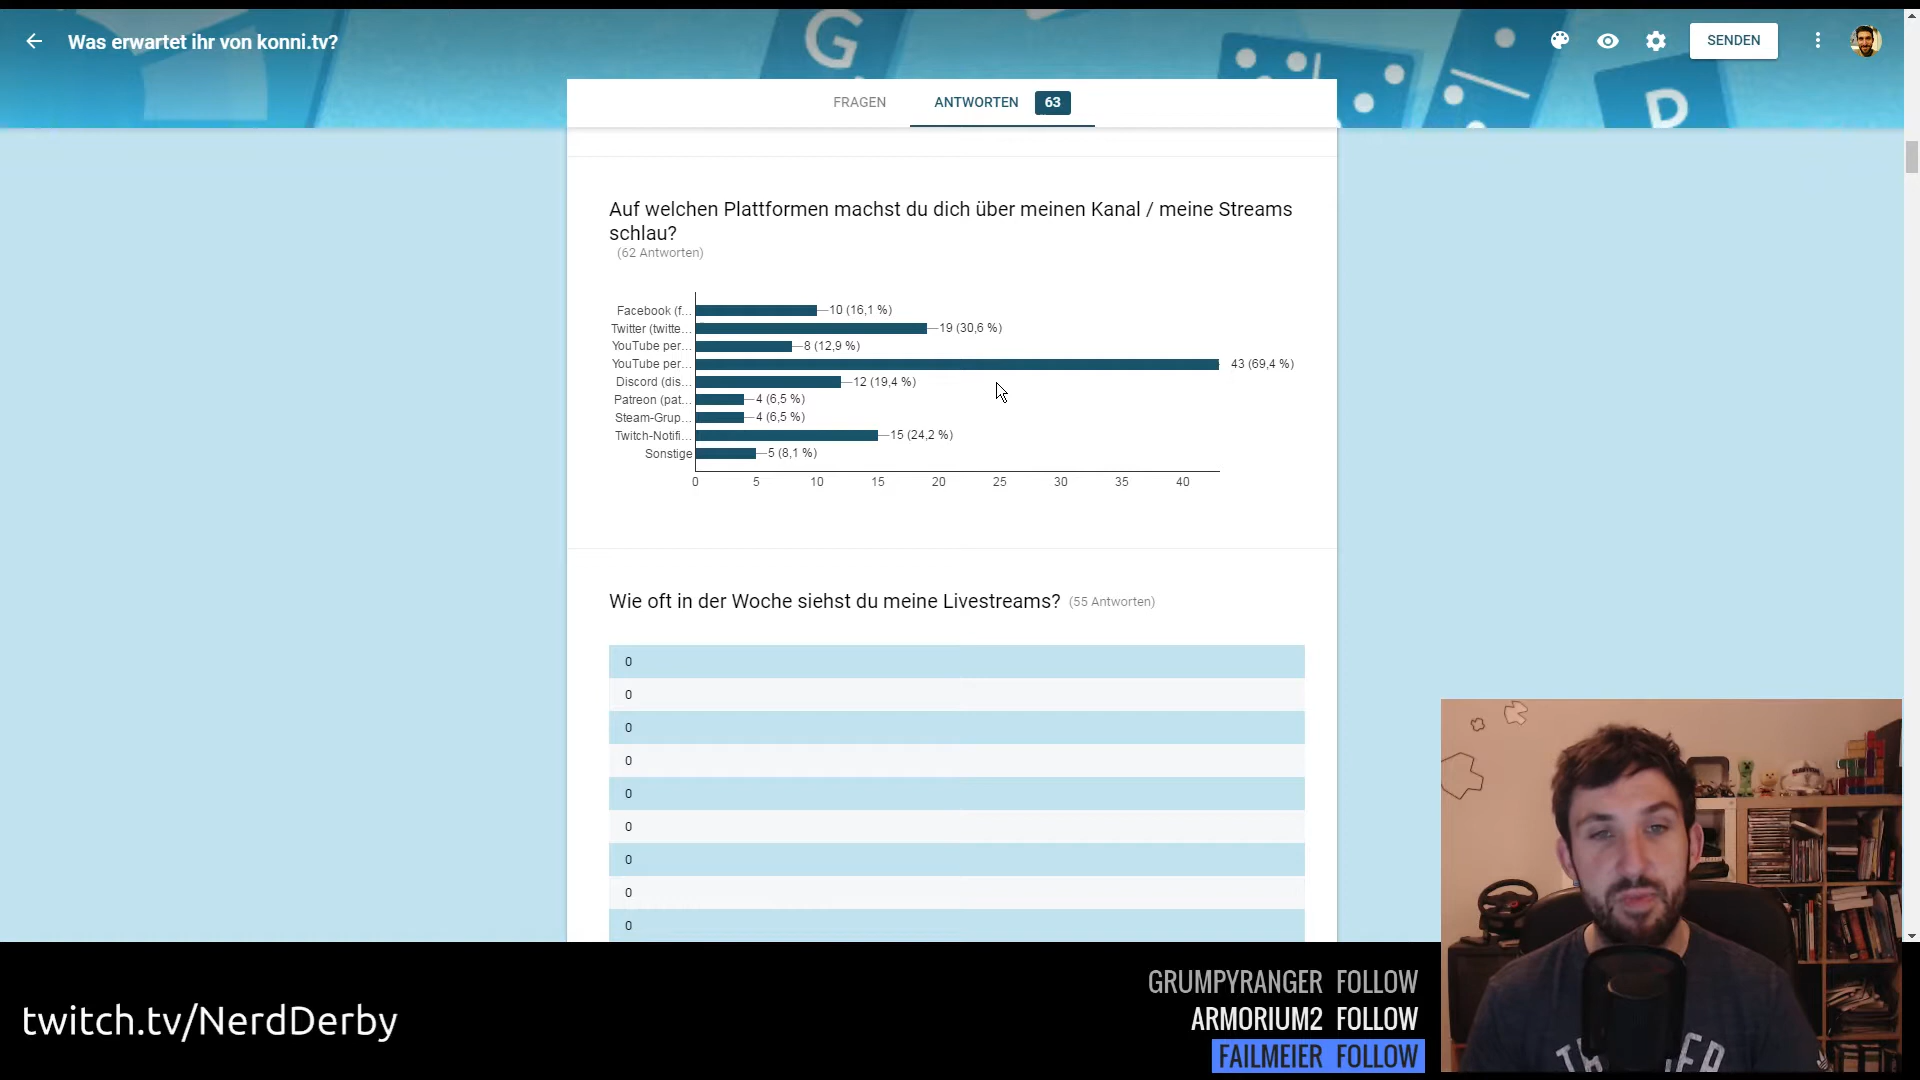 Was erwartet ihr von konni.tv?
SENDEN
G
D
FRAGEN
ANTWORTEN 63
Auf welchen Plattformen machst du dich über meinen Kanal / meine Streams
schlau?
(62 Antworten)
Facebook (f... 10 (16,1 %)
Twitter (twitte... 19 (30,6 %)
YouTube per... 8 (12,9 %)
YouTube per... 43 (69,4 %)
Discord (dis... 12 (19,4 %)
Patreon (pat... 4 (6,5 %)
Steam-Grup... 4 (6,5 %)
Twitch-Notifi... 15 (24,2 %)
Sonstige 5 (8,1 %)
0 5 10 15 20 25 30 35 40
Wie oft in der Woche siehst du meine Livestreams? (55 Antworten)
0
0
0
0
0
0
0
0
0
twitch.tv/NerdDerby
GRUMPYRANGER FOLLOW
ARMORIUM2 FOLLOW
FAILMEIER FOLLOW